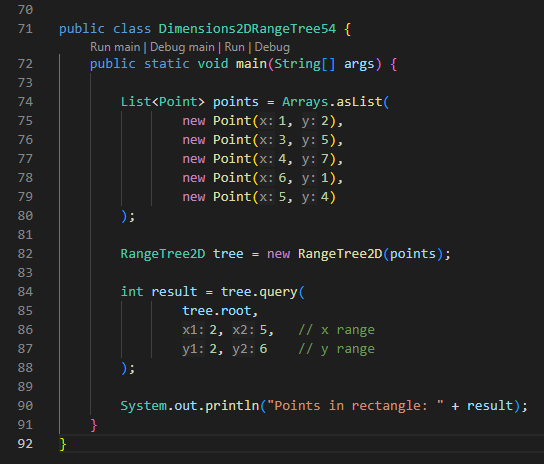 70
71 public class Dimensions2DRangeTree54 {
Run main | Debug main | Run | Debug
72 public static void main(String[] args) {
73
74 List<Point> points = Arrays.asList(
75 new Point(x: 1, y: 2),
76 new Point(x: 3, y: 5),
77 new Point(x: 4, y: 7),
78 new Point(x: 6, y: 1),
79 new Point(x: 5, y: 4)
80 );
81
82 RangeTree2D tree = new RangeTree2D(points);
83
84 int result = tree.query(
85 tree.root,
86 x1: 2, x2: 5, // x range
87 y1: 2, y2: 6 // y range
88 );
89
90 System.out.println("Points in rectangle: " + result);
91 }
92 }